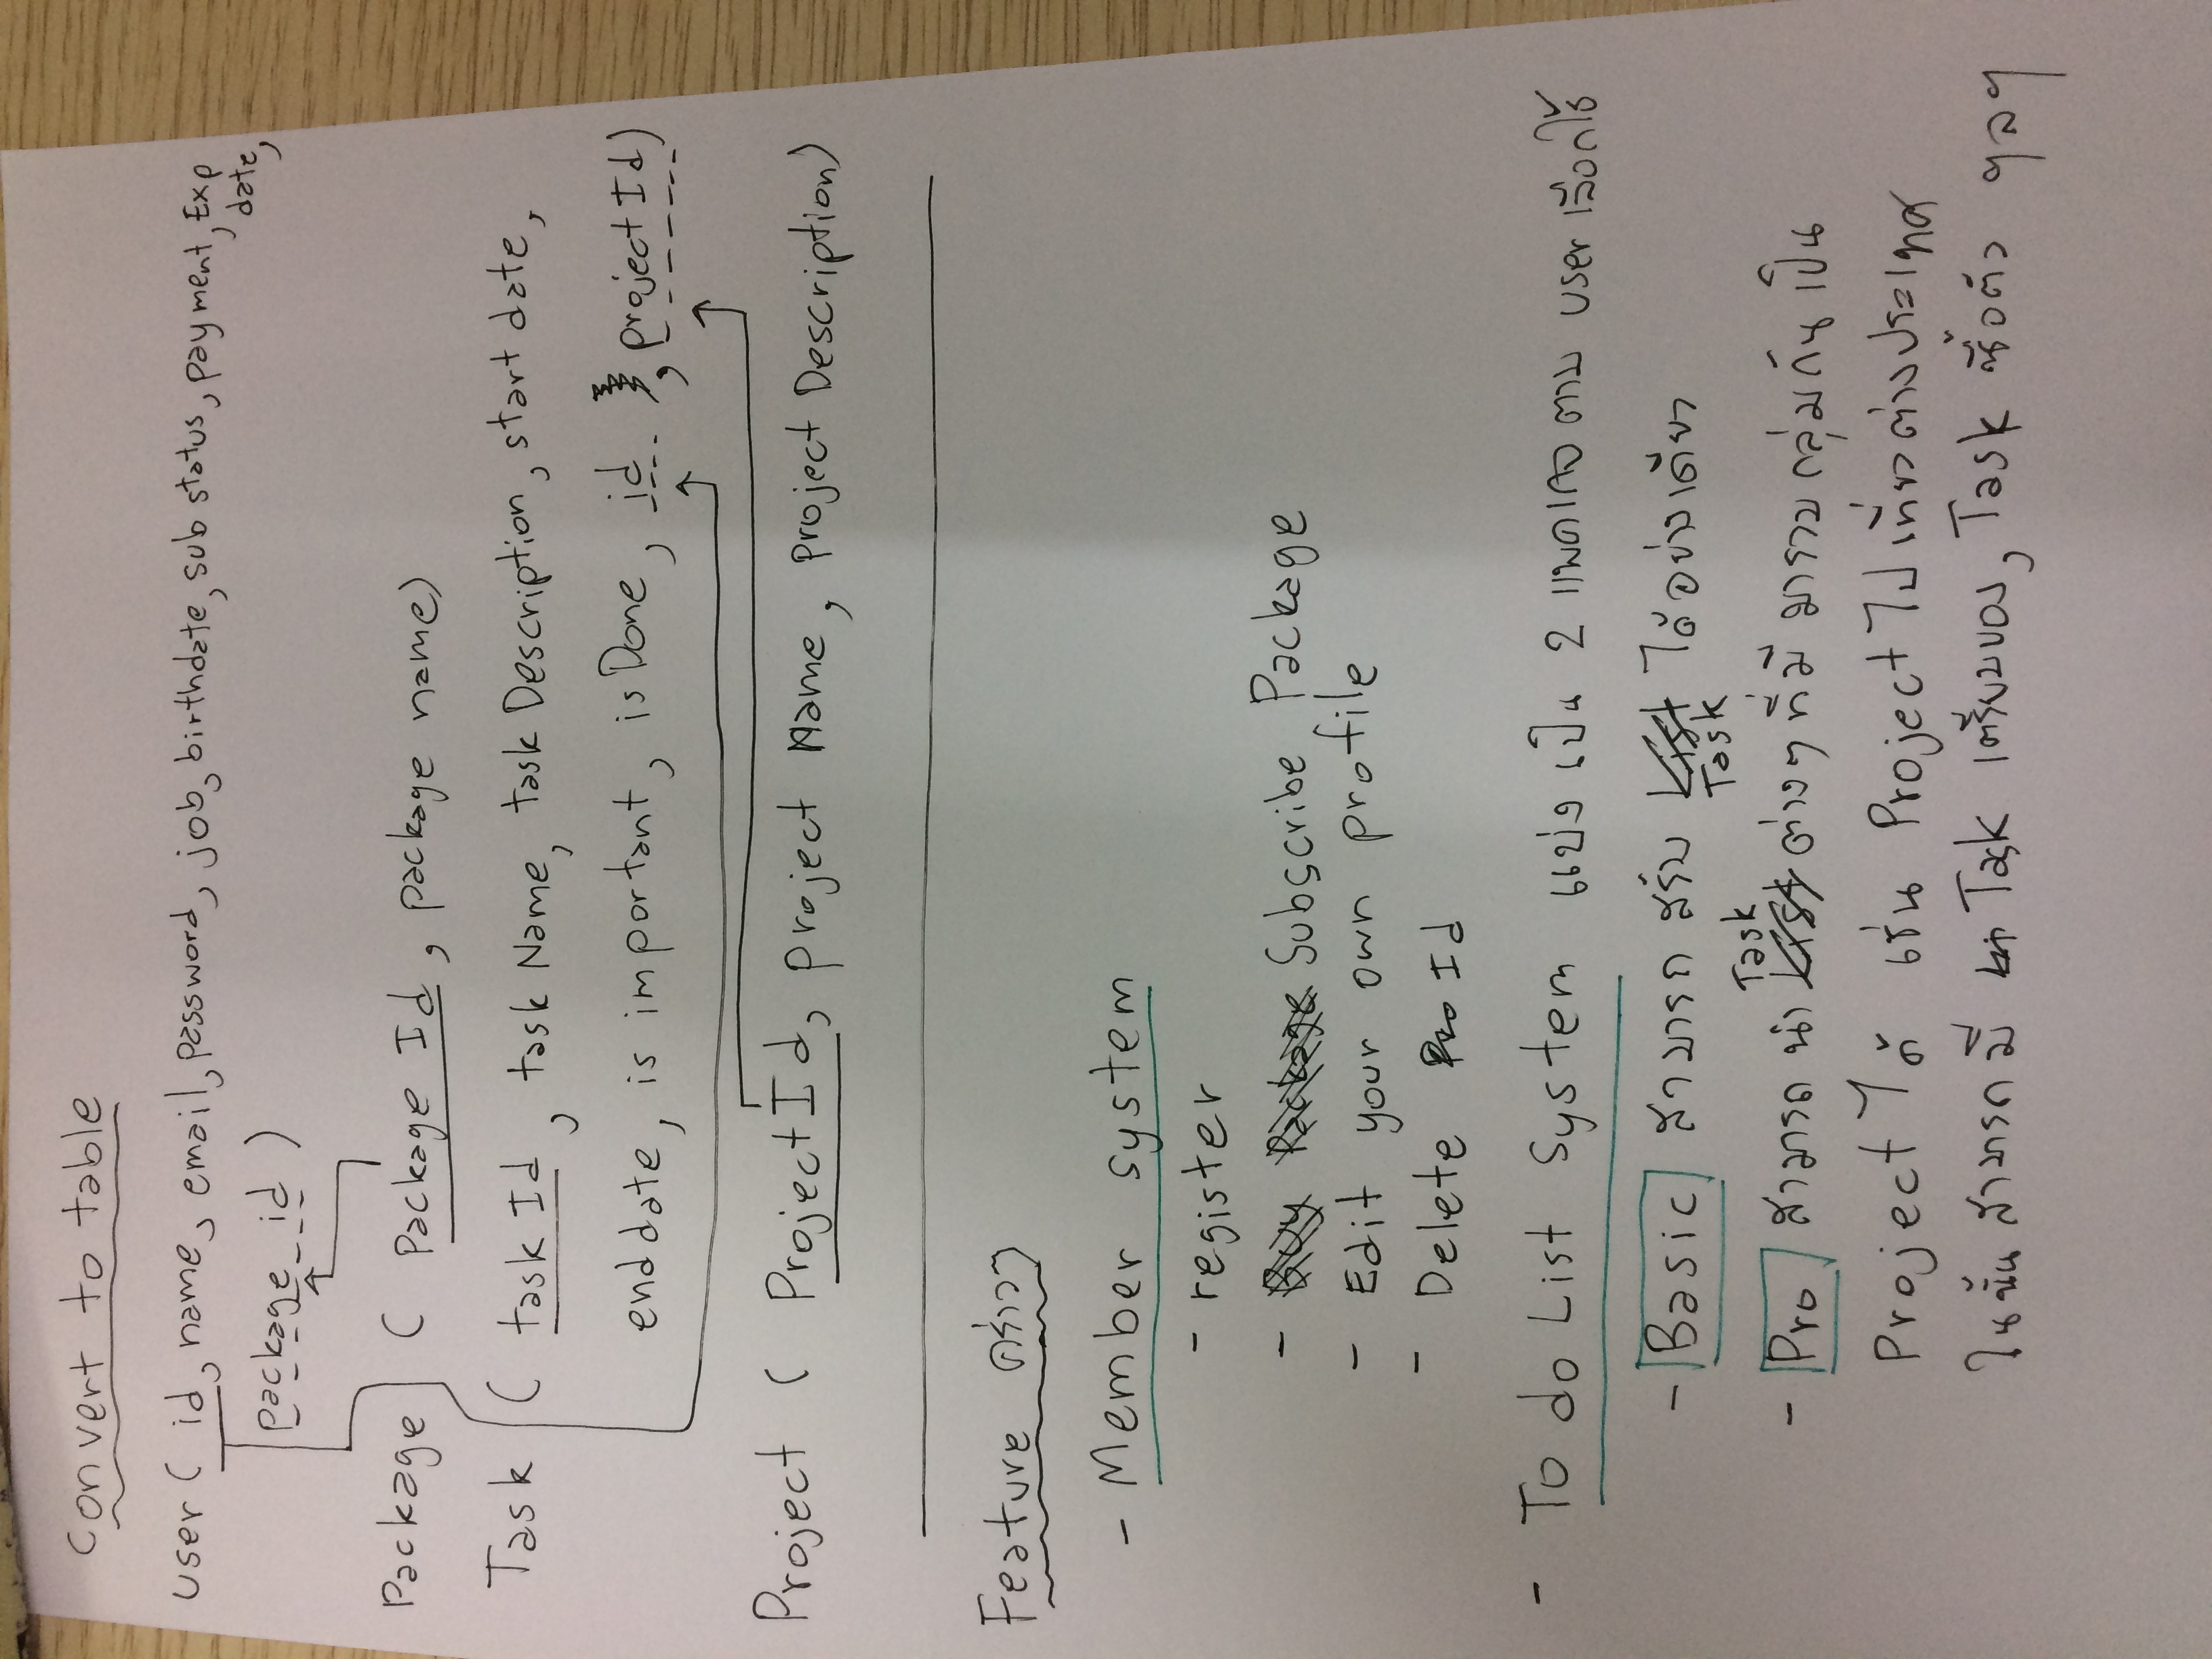 Convert to table
user ( id, name, email, password, job, birthdate, sub status, payment, Exp date,
package id )
Package ( Package Id, package name)
Task ( task Id, task Name, task Description, start date,
end date, is important, is Done, id , project Id)
Project ( Project Id, project Name, project Description)
Feature คร่าวๆ
- Member system
- register
- Buy Package Subscribe Package
- Edit your own profile
- Delete Pro Id
- To do List System แบ่งเป็น 2 แพคเกจ ตาม user เลือกใช้
- Basic สามารถ สร้าง List ได้อย่างเดียว
Task
Task
- Pro สามารถ นำ List ต่างๆ ที่มี มารวมกลุ่มกัน เป็น
Project ได้ เช่น Project ไปเที่ยวต่างประเทศ
ในนั้น สามารถ มี Task เตรียมของ, Task ซื้อตั๋ว ฯลฯ